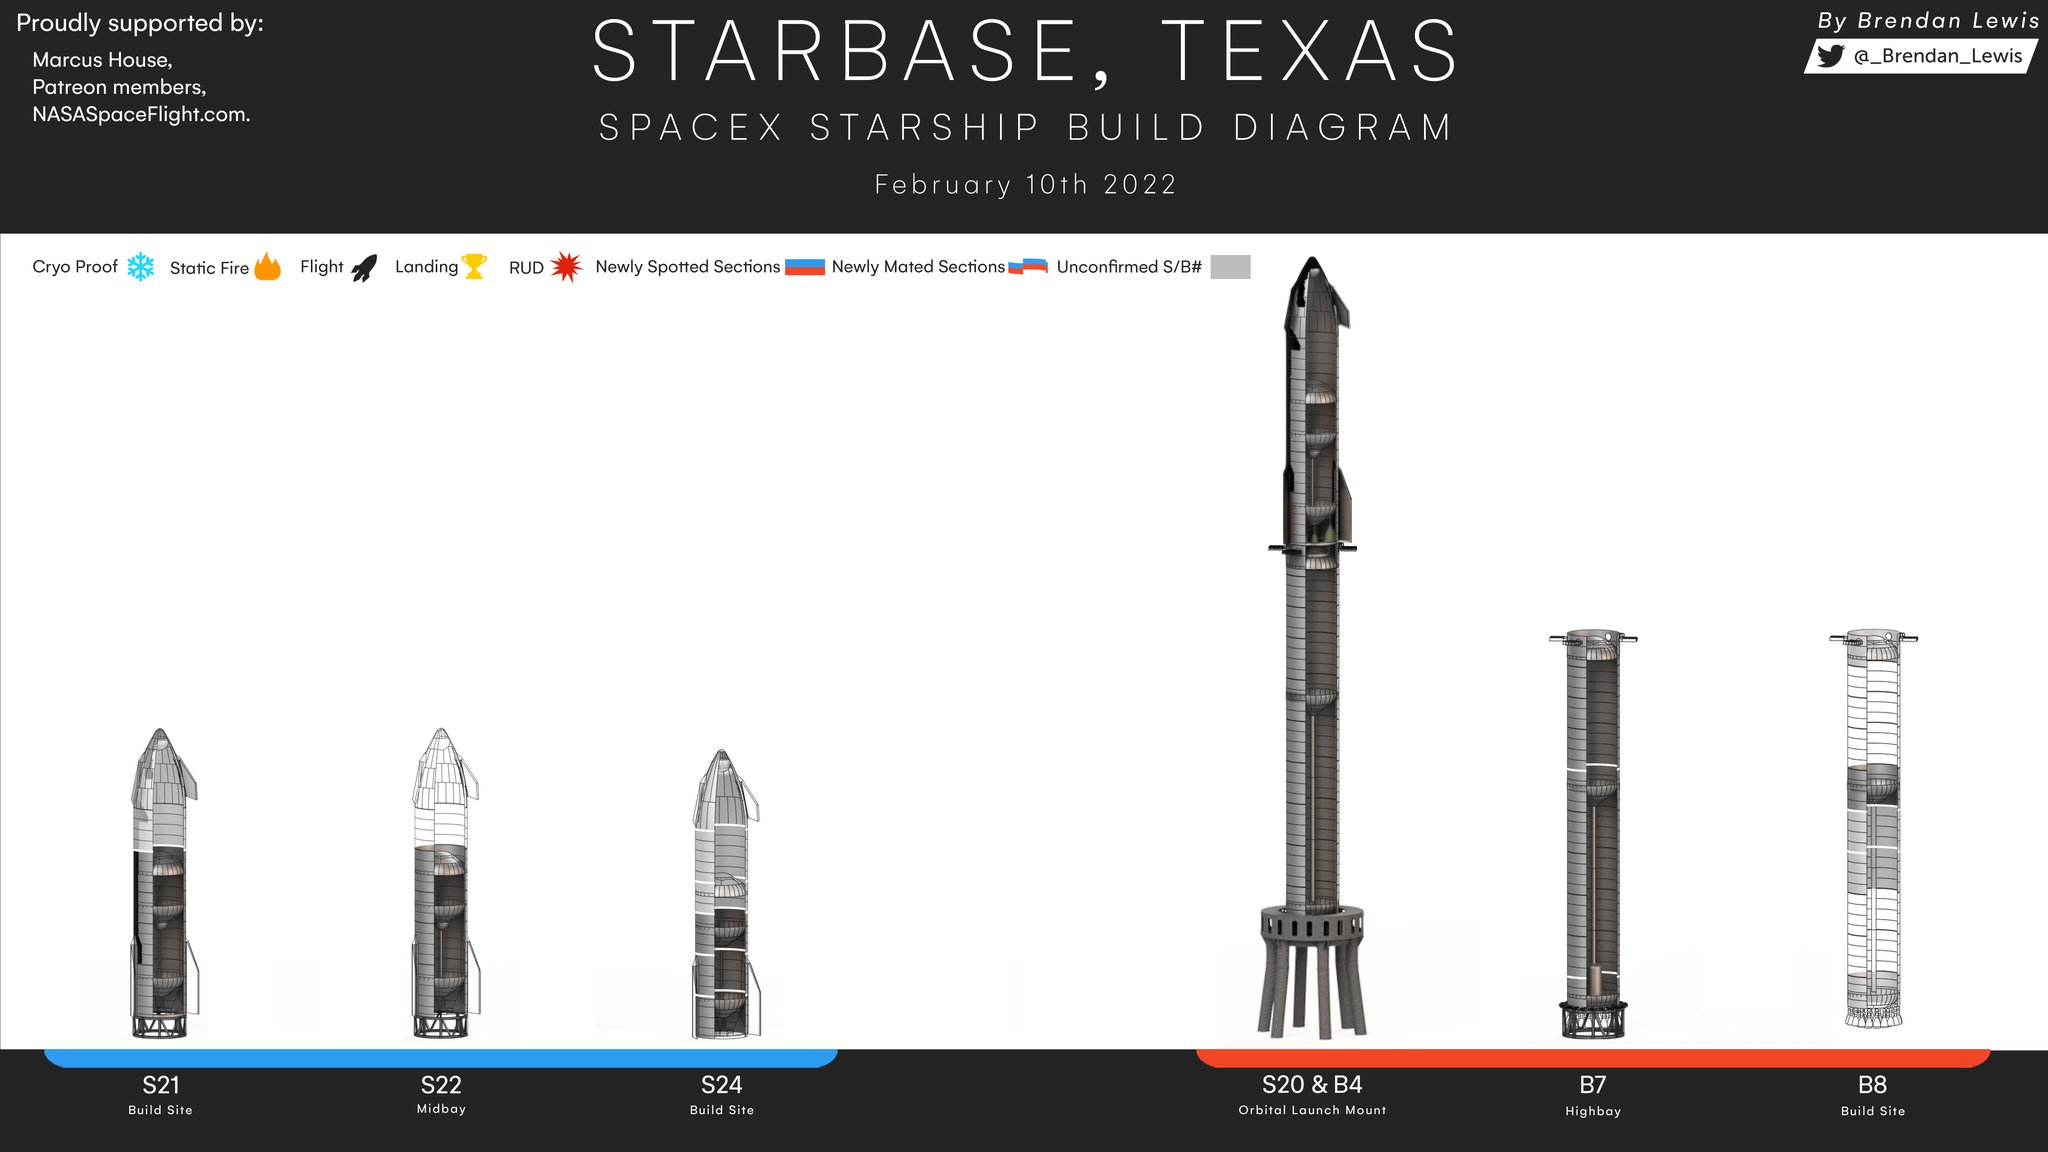 Proudly supported by:
Marcus House,
Patreon members,
NASASpaceFlight.com.
STARBASE, TEXAS
SPACEX STARSHIP BUILD DIAGRAM
February 10th 2022
By Brendan Lewis
@_Brendan_Lewis
Cryo Proof Static Fire Flight Landing RUD Newly Spotted Sections Newly Mated Sections Unconfirmed S/B#
S21
Build Site
S22
Midbay
S24
Build Site
S20 & B4
Orbital Launch Mount
B7
Highbay
B8
Build Site